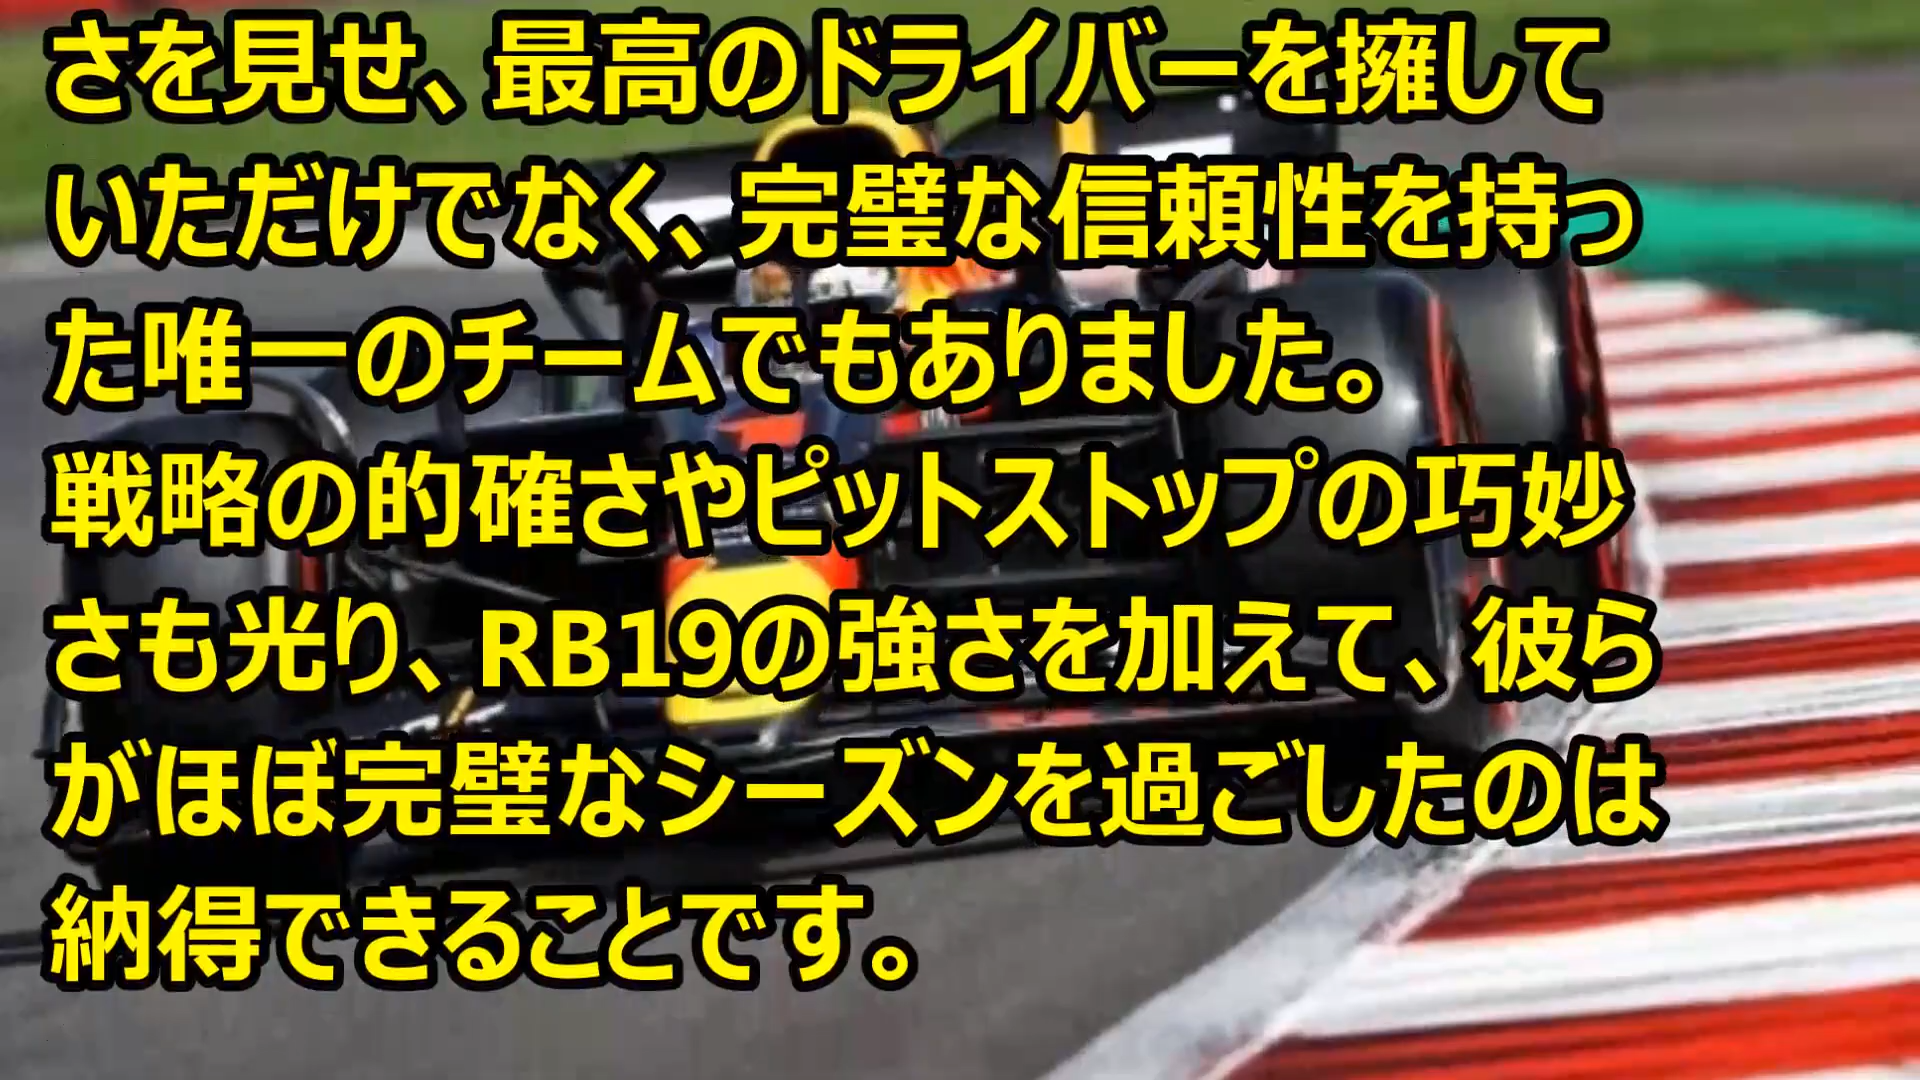 さを見せ、最高のドライバーを擁して
いただけでなく、完璧な信頼性を持っ
た唯一のチームでもありました。
戦略の的確さやピットストップの巧妙
さも光り、RB19の強さを加えて、彼ら
がほぼ完璧なシーズンを過ごしたのは
納得できることです。